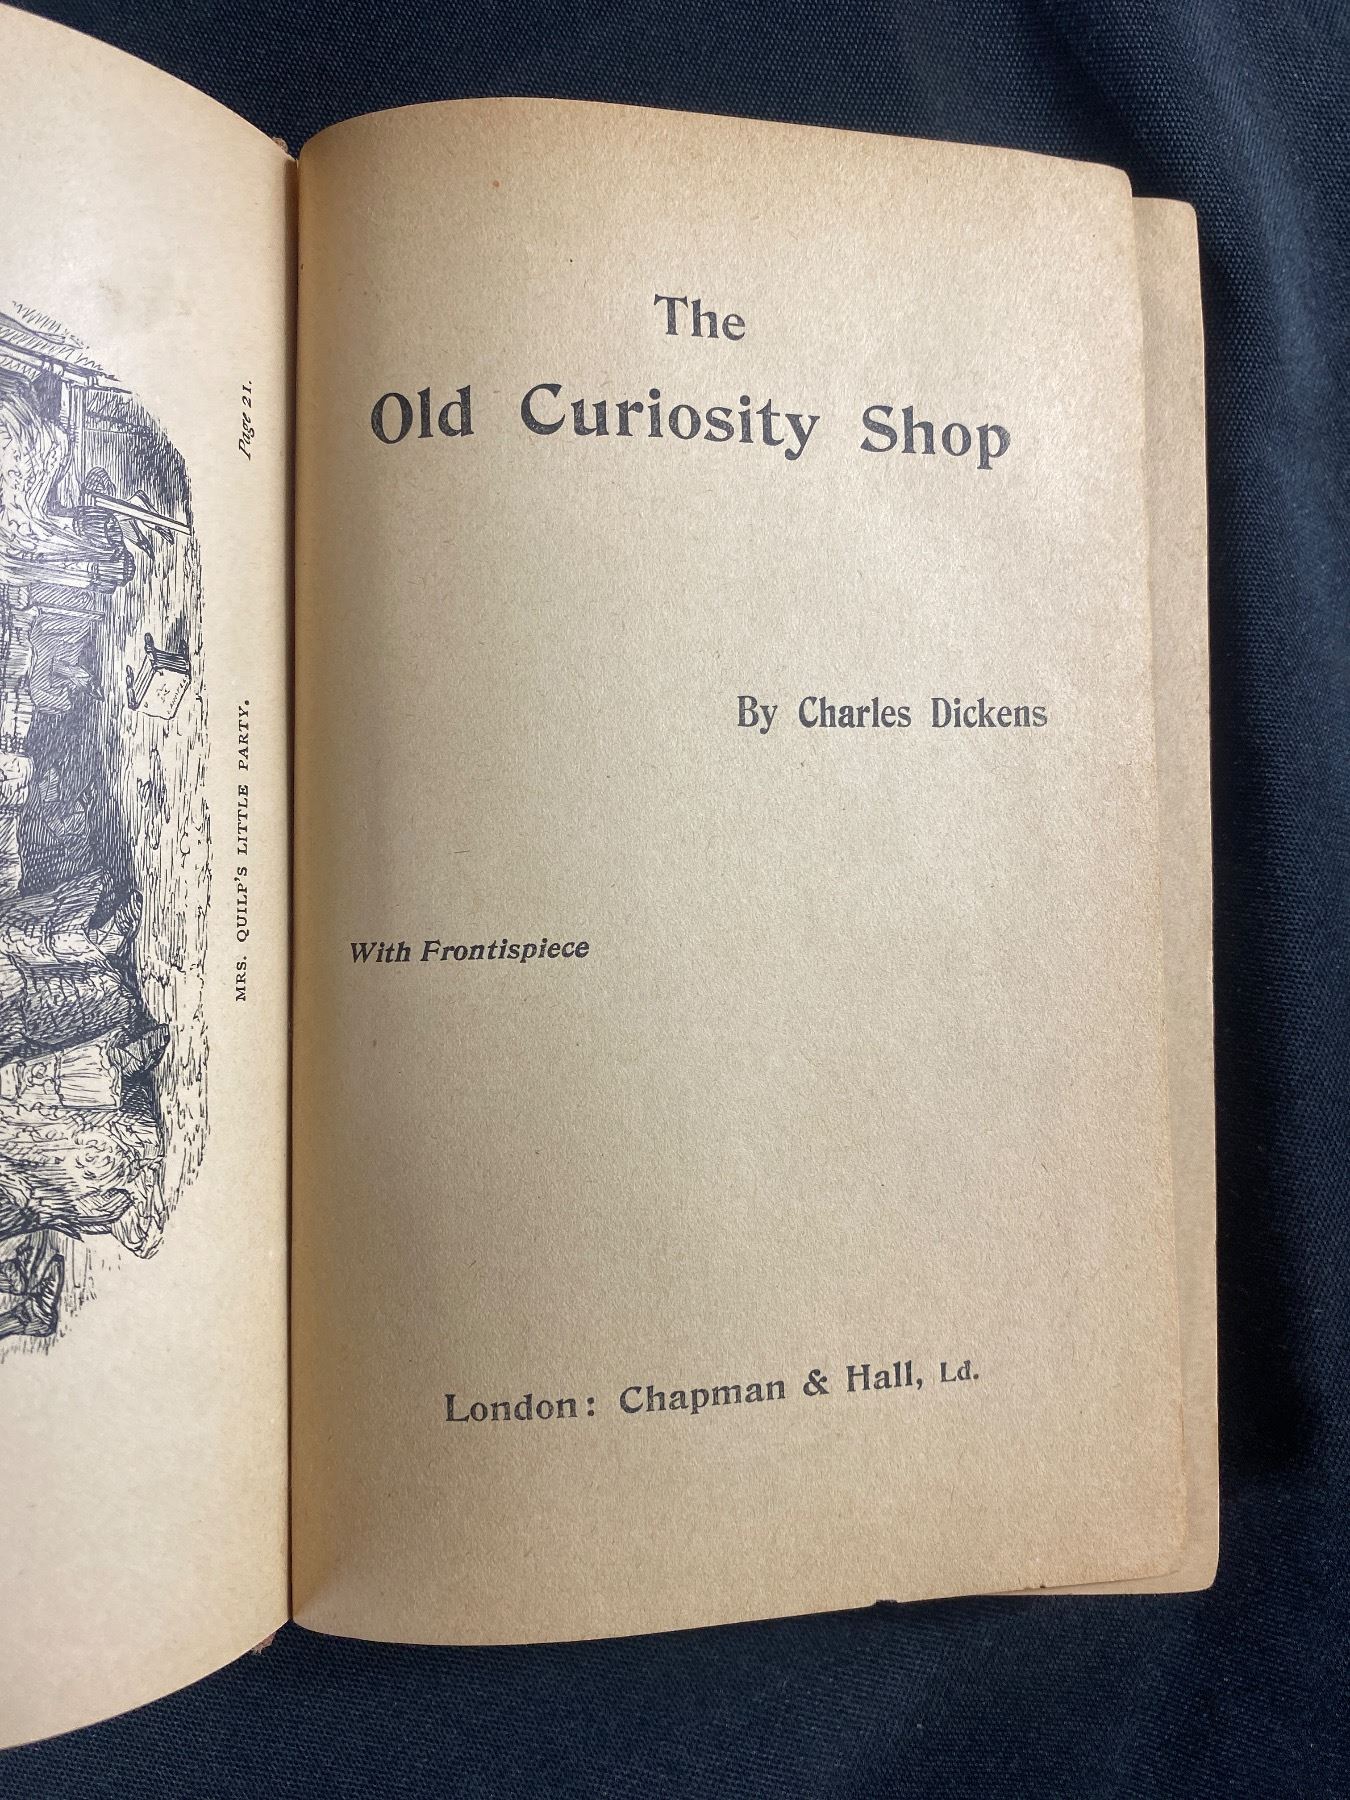 Page 21.
MRS. QUILP'S LITTLE PARTY.
The
Old Curiosity Shop
By Charles Dickens
With Frontispiece
London: Chapman & Hall, Ld.